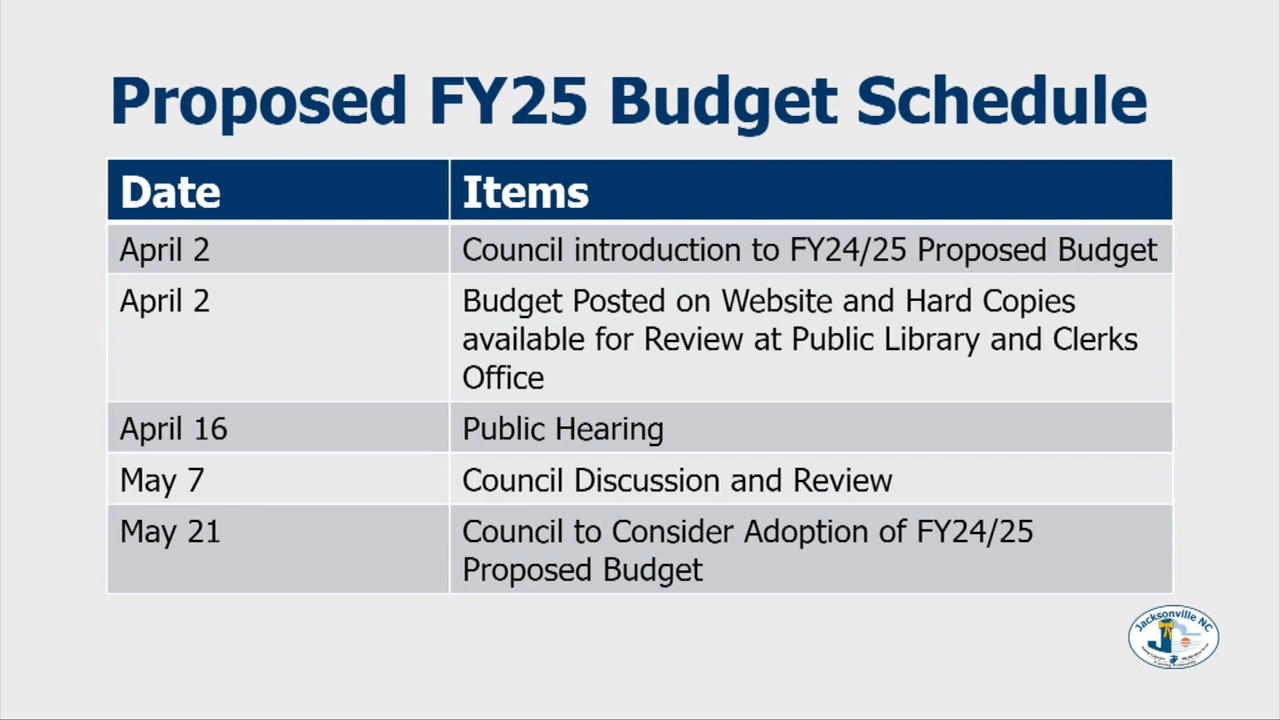 Proposed FY25 Budget Schedule
Date Items
April 2 Council introduction to FY24/25 Proposed Budget
April 2 Budget Posted on Website and Hard Copies
available for Review at Public Library and Clerks
Office
April 16 Public Hearing
May 7 Council Discussion and Review
May 21 Council to Consider Adoption of FY24/25
Proposed Budget
Jacksonville NC